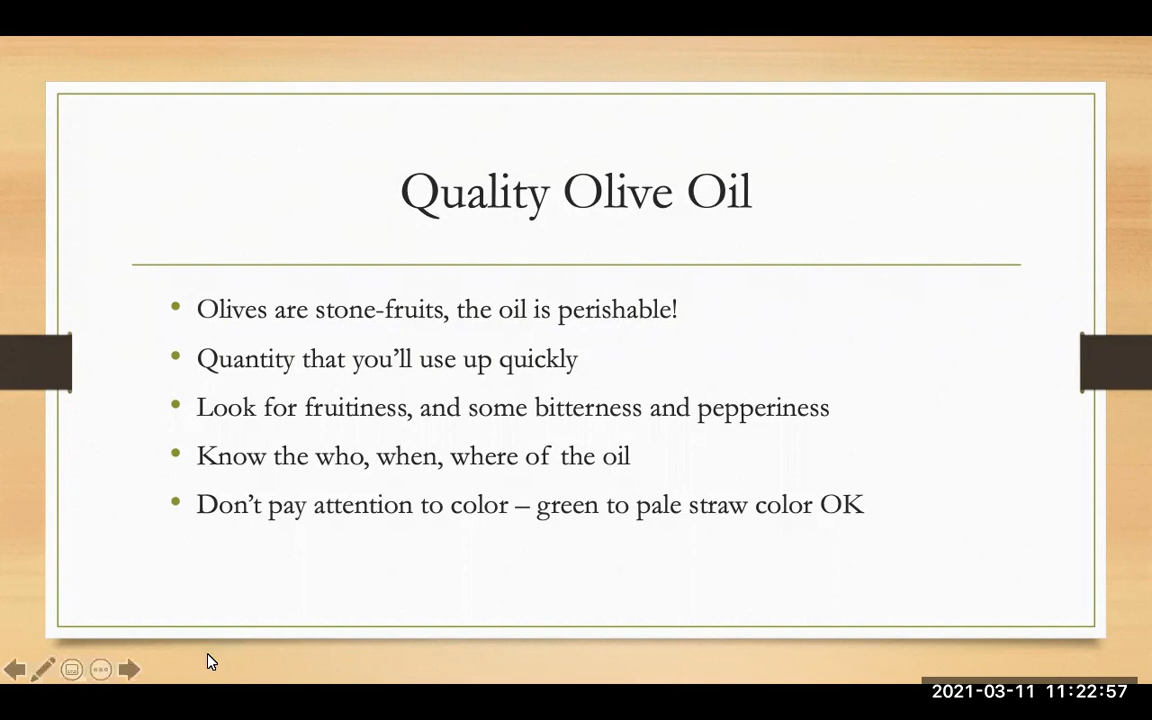 Quality Olive Oil
• Olives are stone-fruits, the oil is perishable!
• Quantity that you’ll use up quickly
• Look for fruitiness, and some bitterness and pepperiness
• Know the who, when, where of the oil
• Don’t pay attention to color – green to pale straw color OK
2021-03-11 11:22:57